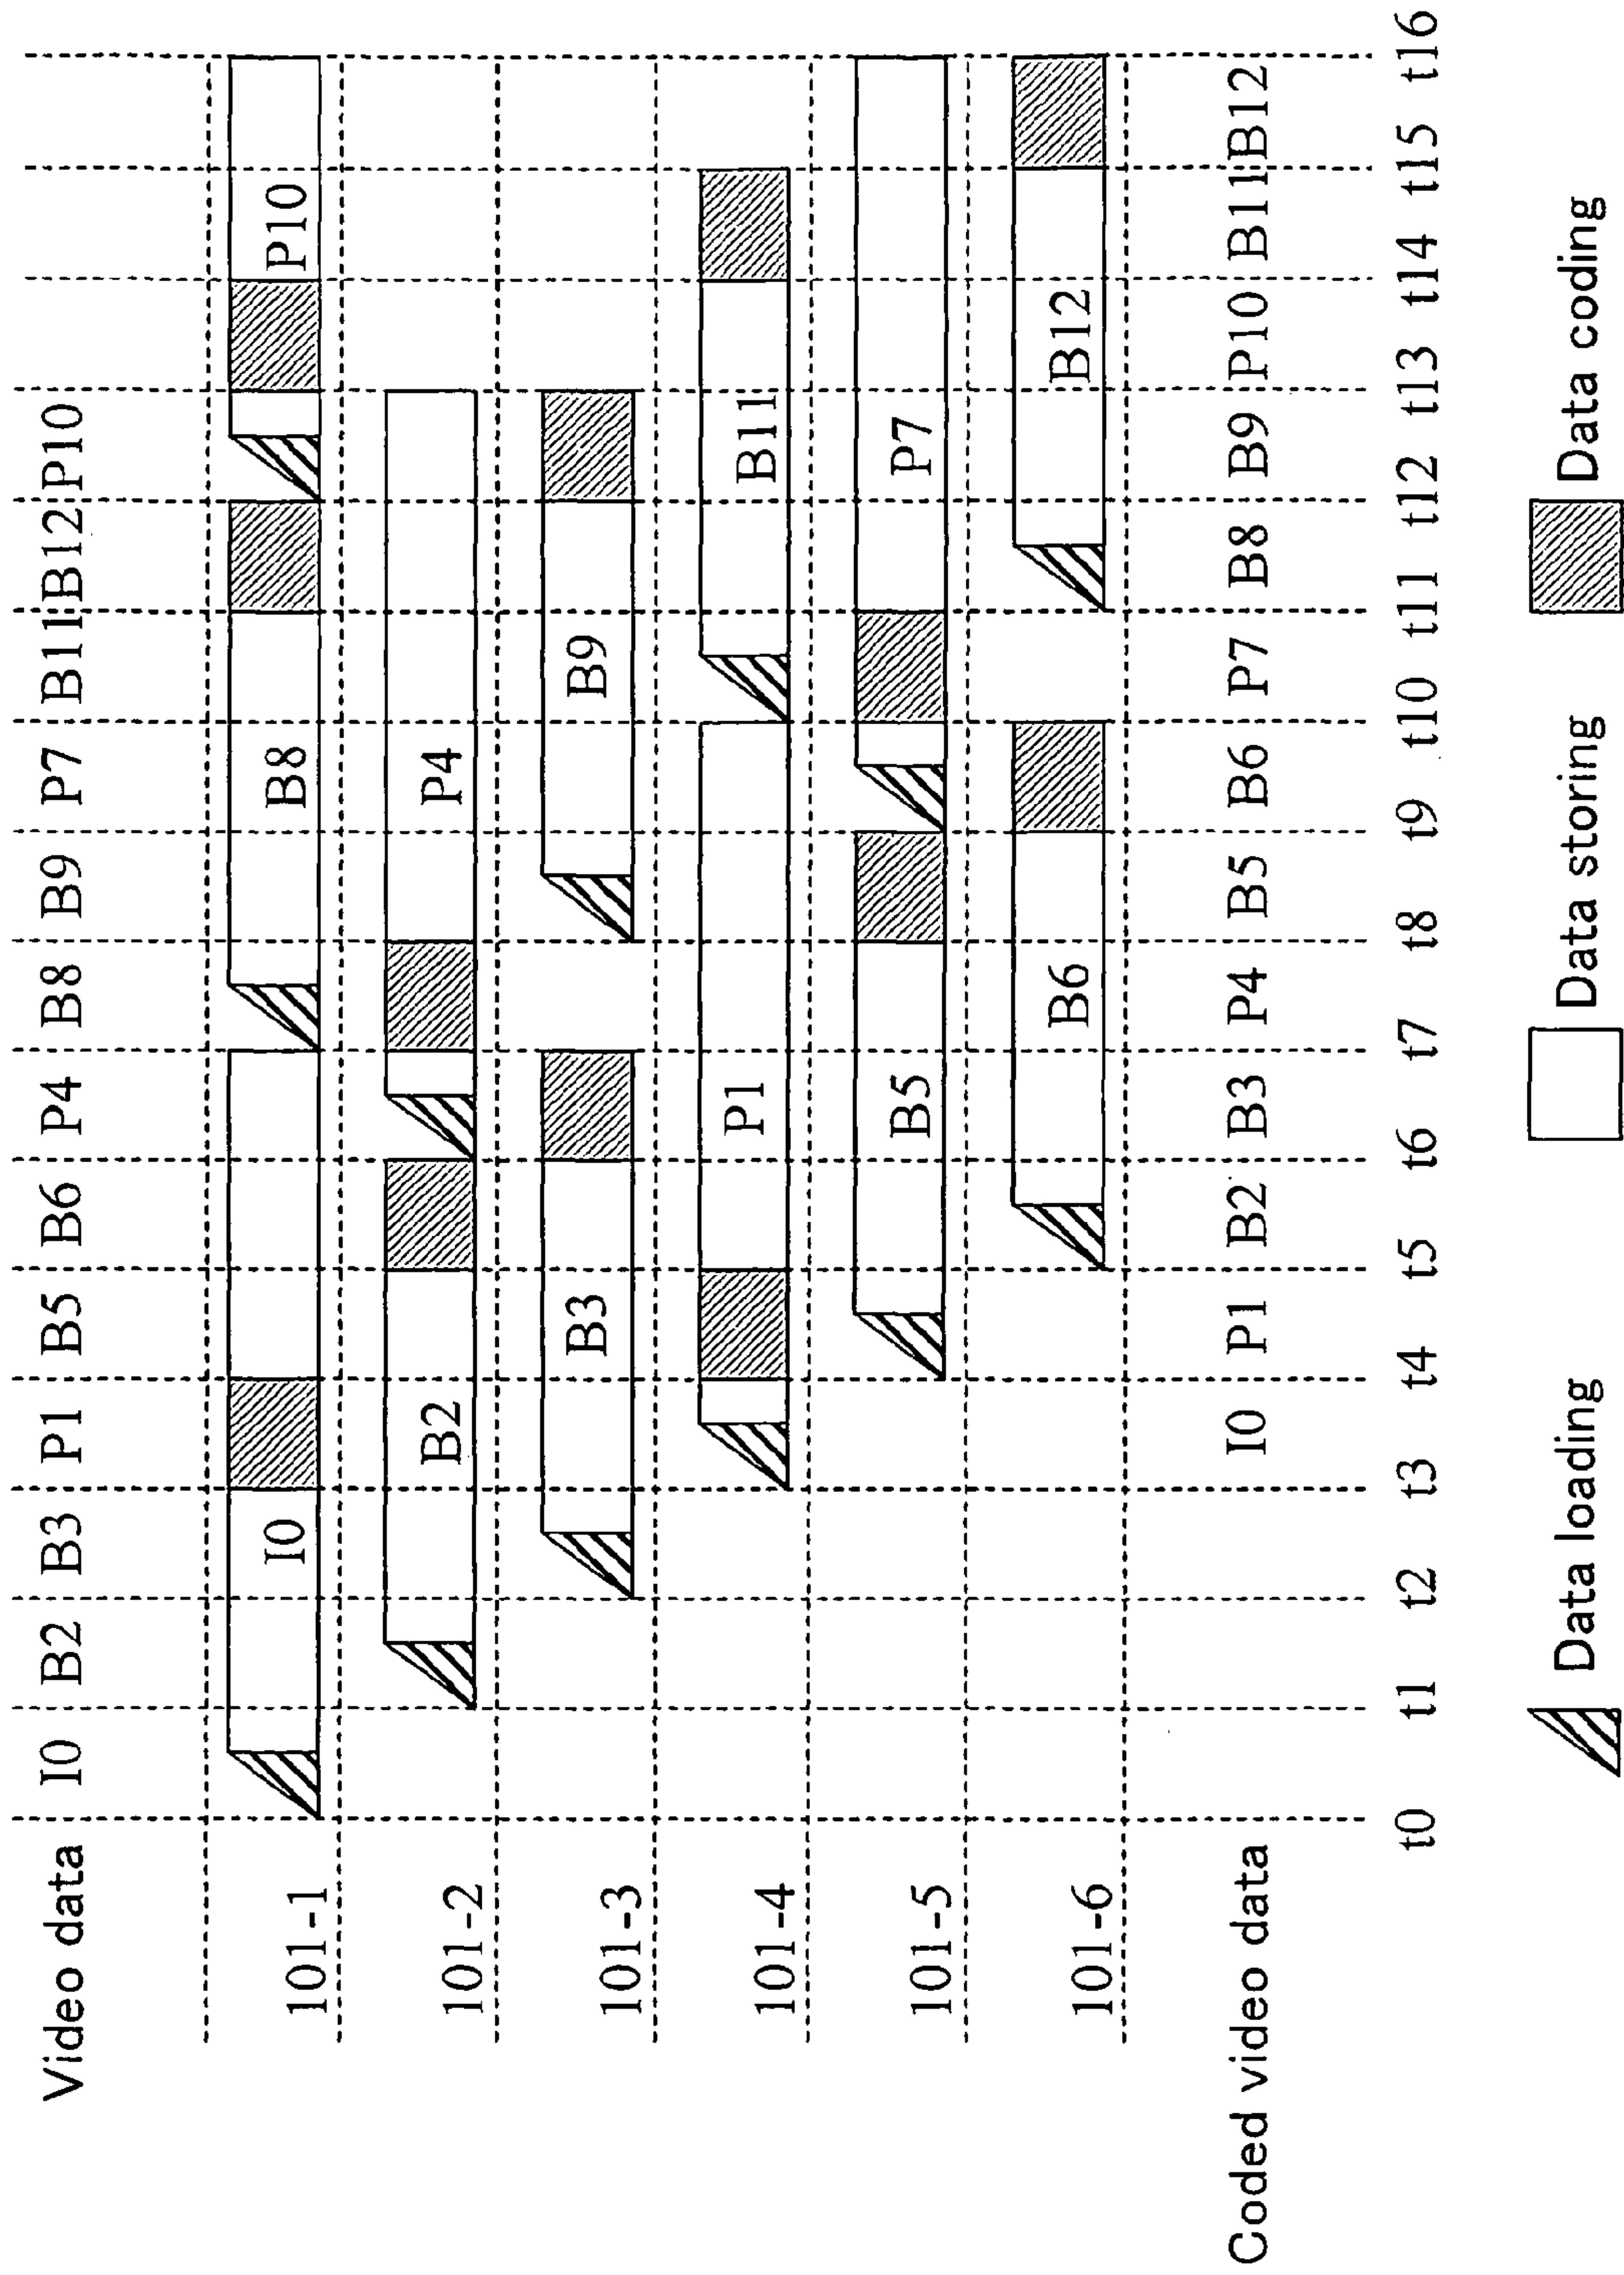 Video data I0 B2 B3 P1 B5 B6 P4 B8 B9 P7 B11 B12 P10
101-1 I0 B8 P10
101-2 B2 P4
101-3 B3 B9
101-4 P1 B11
101-5 B5 P7
101-6 B6 B12
Coded video data I0 P1 B2 B3 P4 B5 B6 P7 B8 B9 P10 B11 B12
t0 t1 t2 t3 t4 t5 t6 t7 t8 t9 t10 t11 t12 t13 t14 t15 t16
Data loading Data storing Data coding